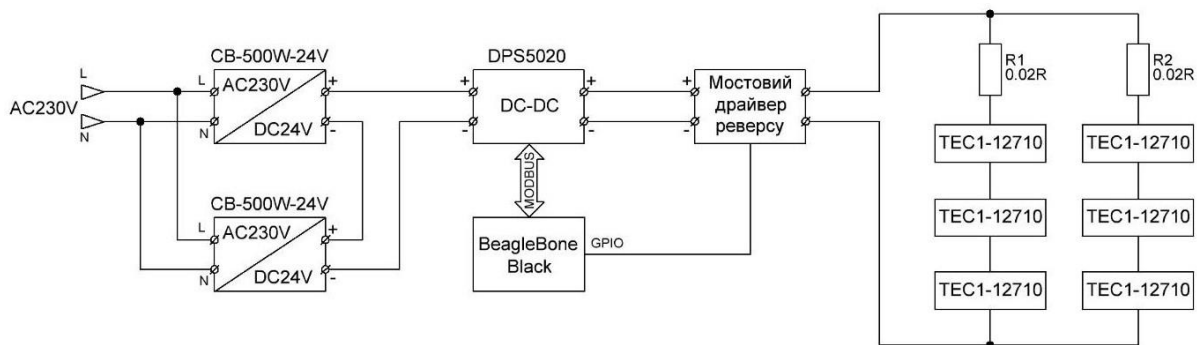 CB-500W-24V
L
L
AC230V
+
AC230V
N
DC24V
N
-
CB-500W-24V
L
AC230V
+
DC24V
N
-
DPS5020
+
+
DC-DC
-
-
MODBUS
BeagleBone
Black
GPIO
+
Мостовий
драйвер
реверсу
-
R1
0.02R
TEC1-12710
TEC1-12710
TEC1-12710
R2
0.02R
TEC1-12710
TEC1-12710
TEC1-12710